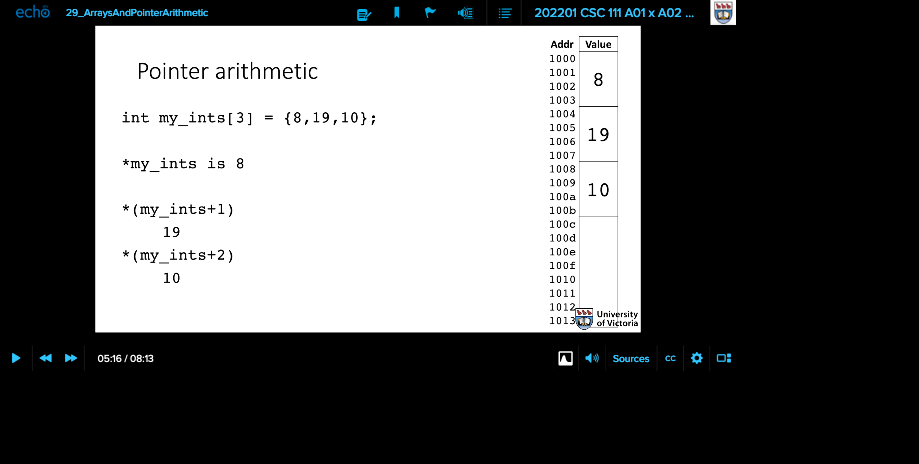 echo
29_ArraysAndPointerArithmetic
202201 CSC 111 A01 x A02 ...
Pointer arithmetic
int my_ints[3] = {8,19,10};
*my_ints is 8
*(my_ints+1)
19
*(my_ints+2)
10
Addr Value
1000
1001
1002
1003
8
1004
1005
1006
1007
19
1008
1009
100a
100b
10
100c
100d
100e
100f
1010
1011
1012
1013
University
of Victoria
05:16 / 08:13
Sources
CC